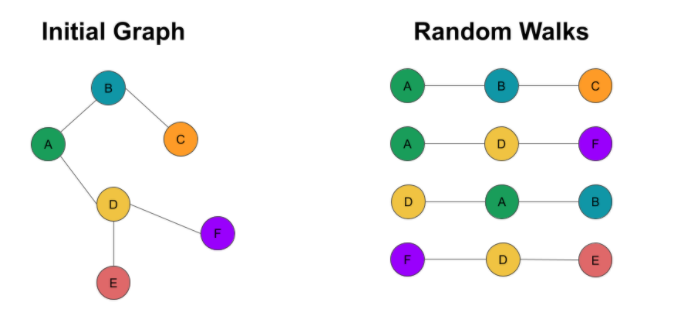 Initial Graph
Random Walks
B
C
A
D
F
E
A B C
A D F
D A B
F D E